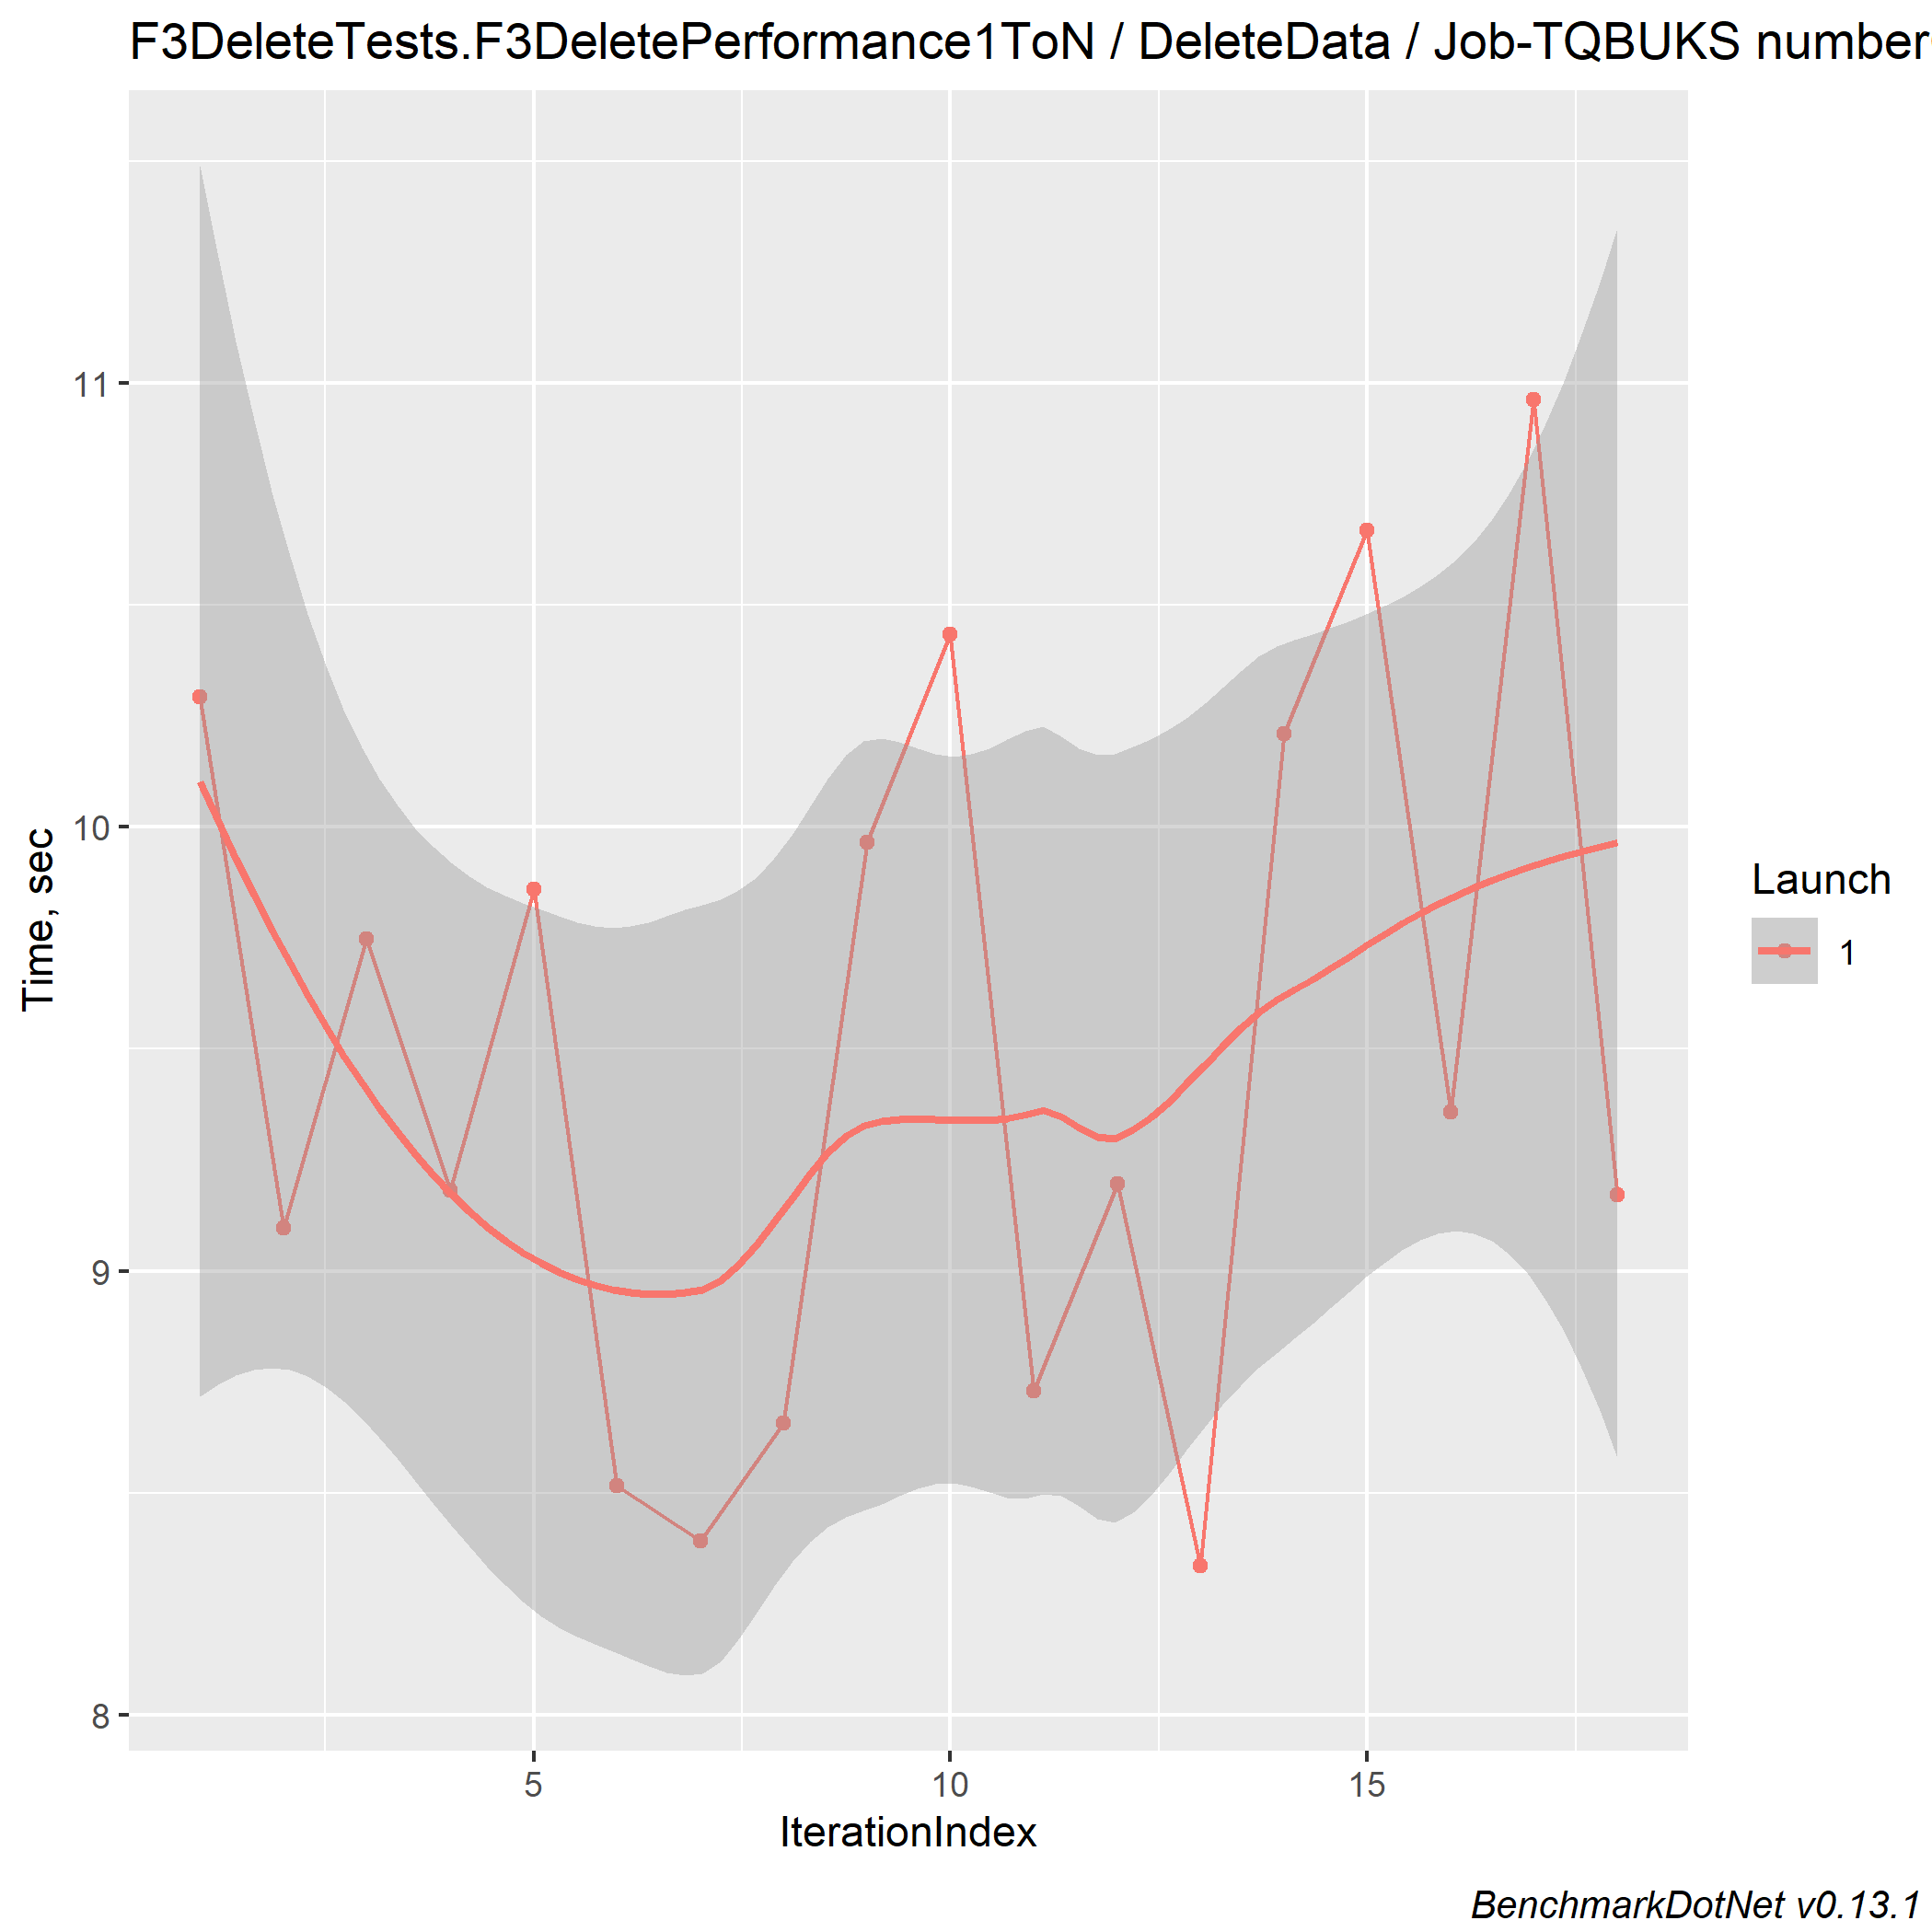 F3DeleteTests.F3DeletePerformance1ToN / DeleteData / Job-TQBUKS number
11
10
9
8
Time, sec
5
10
15
IterationIndex
Launch
1
BenchmarkDotNet v0.13.1